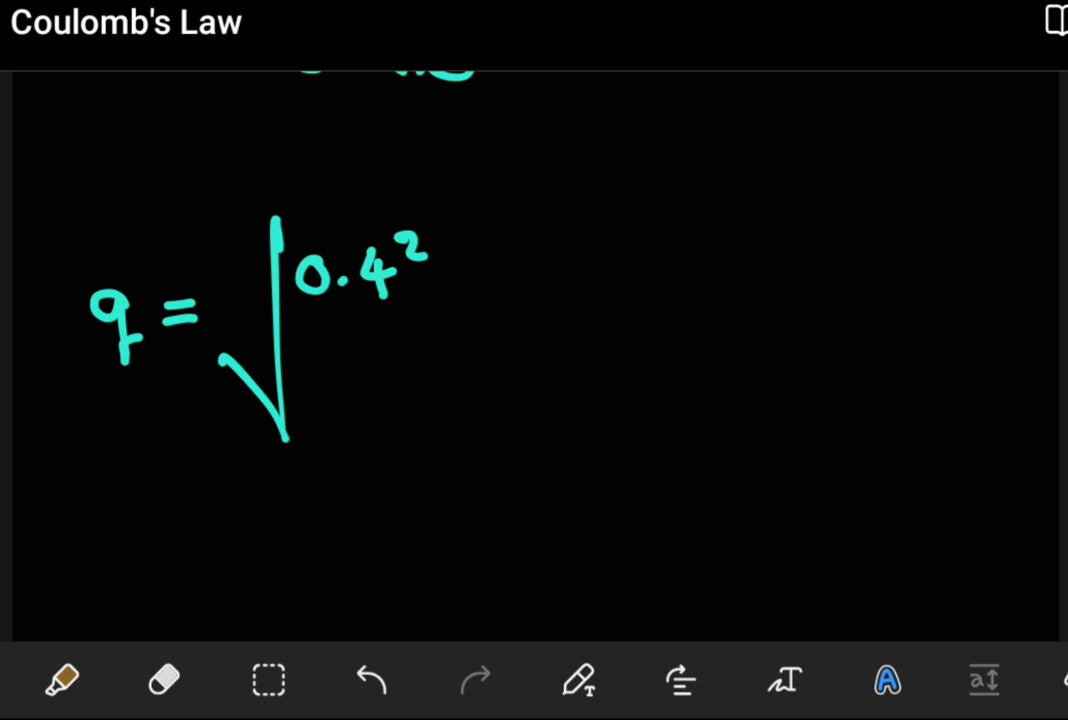 Coulomb's Law
q = √0.4²
T
T
A
a